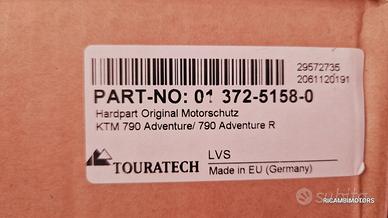 29572735
2061120191
PART-NO: 01 372-5158-0
Hardpart Original Motorschutz
KTM 790 Adventure/ 790 Adventure R
TOURATECH
LVS
Made in EU (Germany)
subito
RICAMBIMOTORS